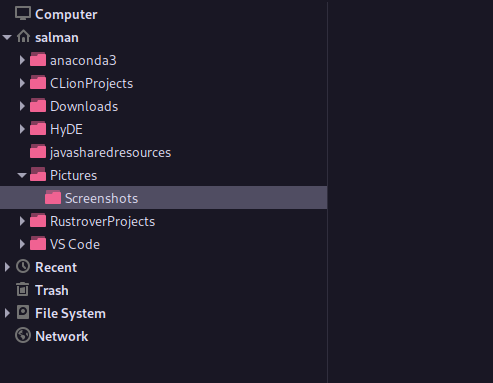 Computer
salman
anaconda3
CLionProjects
Downloads
HyDE
javasharedresources
Pictures
Screenshots
RustroverProjects
VS Code
Recent
Trash
File System
Network